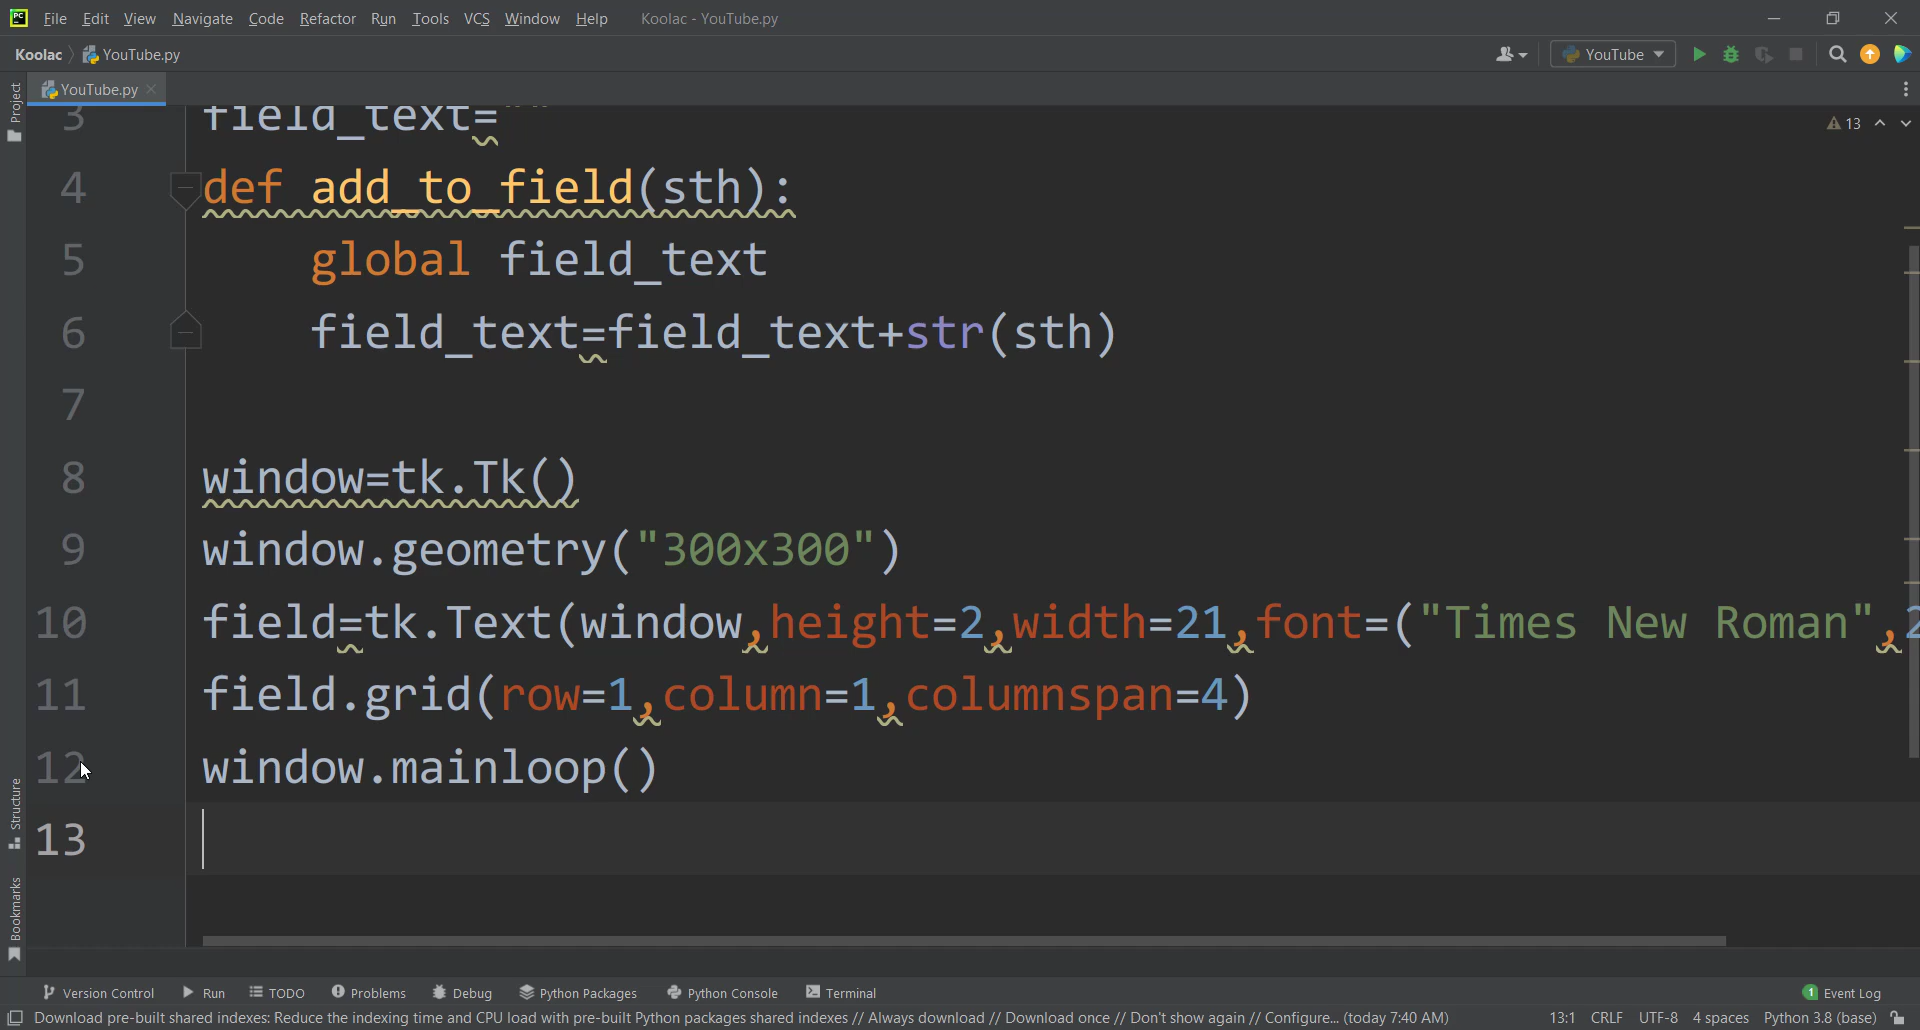 File Edit View Navigate Code Refactor Run Tools VCS Window Help Koolac - YouTube.py
Koolac YouTube.py YouTube
YouTube.py
Project
13
3 field_text=""
4 def add_to_field(sth):
5 global field_text
6 field_text=field_text+str(sth)
7
8 window=tk.Tk()
9 window.geometry("300x300")
10 field=tk.Text(window,height=2,width=21,font=("Times New Roman",2
11 field.grid(row=1,column=1,columnspan=4)
12 window.mainloop()
13
Structure
Bookmarks
Version Control Run TODO Problems Debug Python Packages Python Console Terminal 1 Event Log
Download pre-built shared indexes: Reduce the indexing time and CPU load with pre-built Python packages shared indexes // Always download // Download once // Don't show again // Configure... (today 7:40 AM) 13:1 CRLF UTF-8 4 spaces Python 3.8 (base)